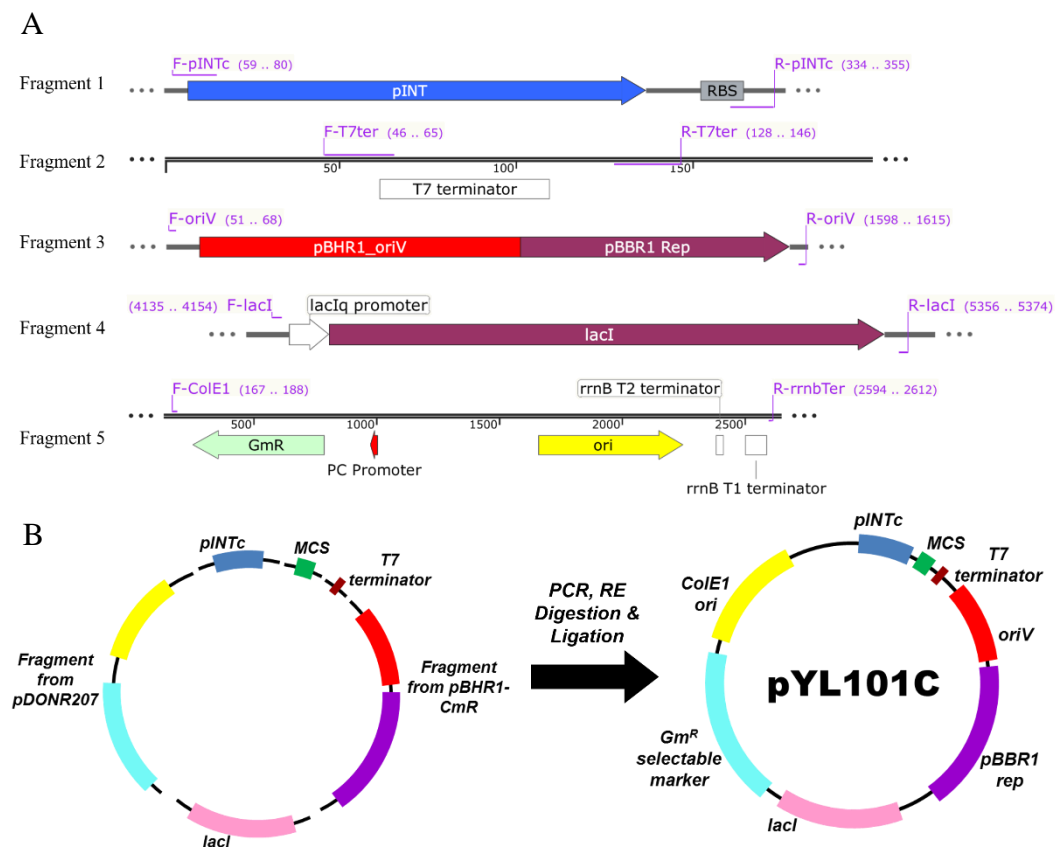 A
Fragment 1
F-pINTc (59 .. 80)
R-pINTc (334 .. 355)
pINT
RBS
Fragment 2
F-T7ter (46 .. 65)
R-T7ter (128 .. 146)
50
100
150
T7 terminator
Fragment 3
F-oriV (51 .. 68)
R-oriV (1598 .. 1615)
pBHR1_oriV
pBBR1 Rep
Fragment 4
(4135 .. 4154) F-lacI
lacIq promoter
R-lacI (5356 .. 5374)
lacI
Fragment 5
F-ColE1 (167 .. 188)
rrnB T2 terminator
R-rrnbTer (2594 .. 2612)
500
1000
1500
2000
2500
GmR
PC Promoter
ori
rrnB T1 terminator
B
pINTc
MCS
T7
terminator
Fragment
from
pDONR207
Fragment
from pBHR1-
CmR
lacI
PCR, RE
Digestion &
Ligation
pINTc
MCS
T7
terminator
ColE1
ori
oriV
pYL101C
GmR
selectable
marker
pBBR1
rep
lacI